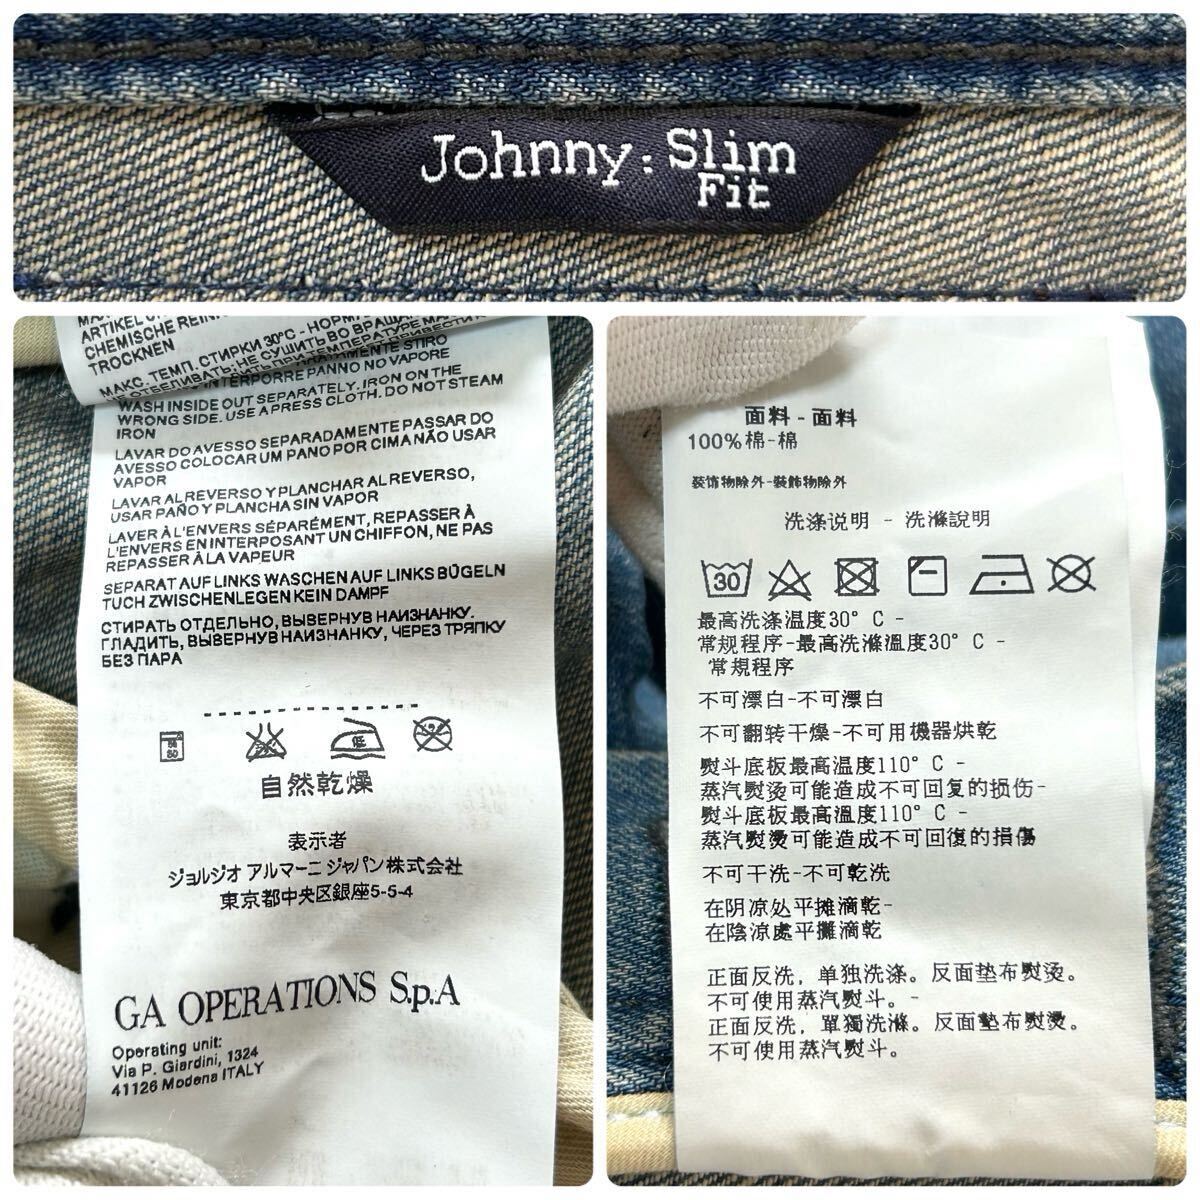 Johnny: Slim
Fit
ARTIKEL
CHEMISCHE
TROCKNEN
МАКС. ТЕМП. СТИРКИ 30°C -
INTERPORRE PANNO NO VAPORE
WASH INSIDE OUT SEPARATELY. IRON ON THE
WRONG SIDE. USE A PRESS CLOTH. DO NOT STEAM
IRON
LAVAR DO AVESSO SEPARADAMENTE PASSAR DO
AVESSO COLOCAR UM PANO POR CIMA NÃO USAR
VAPOR
LAVAR AL REVERSO Y PLANCHAR AL REVERSO,
USAR PAÑO Y PLANCHA SIN VAPOR
LAVER À L'ENVERS SÉPARÉMENT, REPASSER À
L'ENVERS EN INTERPOSANT UN CHIFFON, NE PAS
REPASSER À LA VAPEUR
SEPARAT AUF LINKS WASCHEN AUF LINKS BÜGELN
TUCH ZWISCHENLEGEN KEIN DAMPF
СТИРАТЬ ОТДЕЛЬНО, ВЫВЕРНУВ НАИЗНАНКУ.
ГЛАДИТЬ, ВЫВЕРНУВ НАИЗНАНКУ, ЧЕРЕЗ ТРЯПКУ
БЕЗ ПАРА
低
自然乾燥
表示者
ジョルジオ アルマーニ ジャパン株式会社
東京都中央区銀座5-5-4
GA OPERATIONS S.p.A
Operating unit:
Via P. Giardini, 1324
41126 Modena ITALY
面料 - 面料
100%棉-棉
装饰物除外-裝飾物除外
洗涤说明 - 洗滌說明
30
最高洗涤温度30° C -
常规程序-最高洗滌溫度30° C -
常規程序
不可漂白-不可漂白
不可翻转干燥-不可用機器烘乾
熨斗底板最高温度110° C -
蒸汽熨烫可能造成不可回复的损伤-
熨斗底板最高溫度110° C -
蒸汽熨燙可能造成不可回復的損傷
不可干洗-不可乾洗
在阴凉处平摊滴乾-
在陰涼處平攤滴乾
正面反洗，单独洗涤。反面垫布熨烫。
不可使用蒸汽熨斗。-
正面反洗，單獨洗滌。反面墊布熨燙。
不可使用蒸汽熨斗。